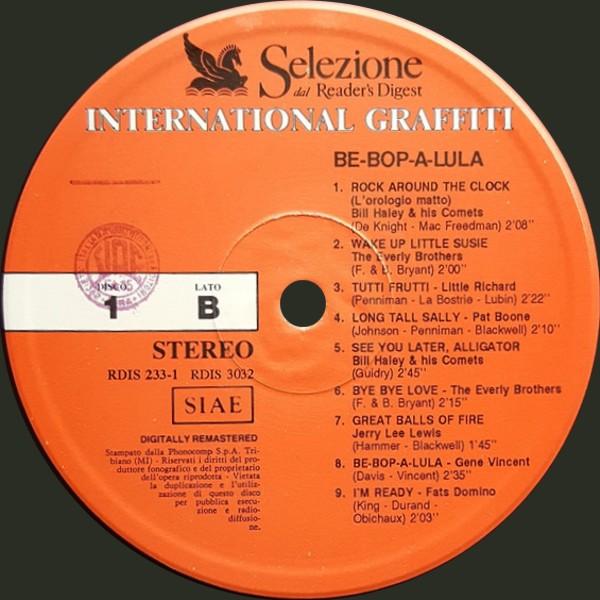 Selezione
dal Reader's Digest
INTERNATIONAL GRAFFITI
BE-BOP-A-LULA
1. ROCK AROUND THE CLOCK
(L'orologio matto)
Bill Haley & his Comets
(De Knight - Mac Freedman) 2'08"
2. WAKE UP LITTLE SUSIE
The Everly Brothers
(F. & B. Bryant) 2'00"
3. TUTTI FRUTTI - Little Richard
(Penniman - La Bostrie - Lubin) 2'22"
4. LONG TALL SALLY - Pat Boone
(Johnson - Penniman - Blackwell) 2'10"
5. SEE YOU LATER, ALLIGATOR
Bill Haley & his Comets
(Guidry) 2'45"
6. BYE BYE LOVE - The Everly Brothers
(F. & B. Bryant) 2'15"
7. GREAT BALLS OF FIRE
Jerry Lee Lewis
(Hammer - Blackwell) 1'45"
8. BE-BOP-A-LULA - Gene Vincent
(Davis - Vincent) 2'35"
9. I'M READY - Fats Domino
(King - Durand -
Obichaux) 2'03"
DISCO
1
LATO
B
STEREO
RDIS 233-1 RDIS 3032
SIAE
DIGITALLY REMASTERED
Stampato dalla Phonocomp S.p.A. Tri-
biano (MI) - Riservati i diritti del pro-
duttore fonografico e del proprietario
dell'opera riprodotta - Vietata
la duplicazione e l'utiliz-
zazione di questo disco
per pubblica esecu-
zione e radio-
diffusio-
ne.